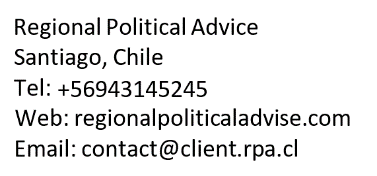 Regional Political Advice
Santiago, Chile
Tel: +56943145245
Web: regionalpoliticaladvise.com
Email: contact@client.rpa.cl